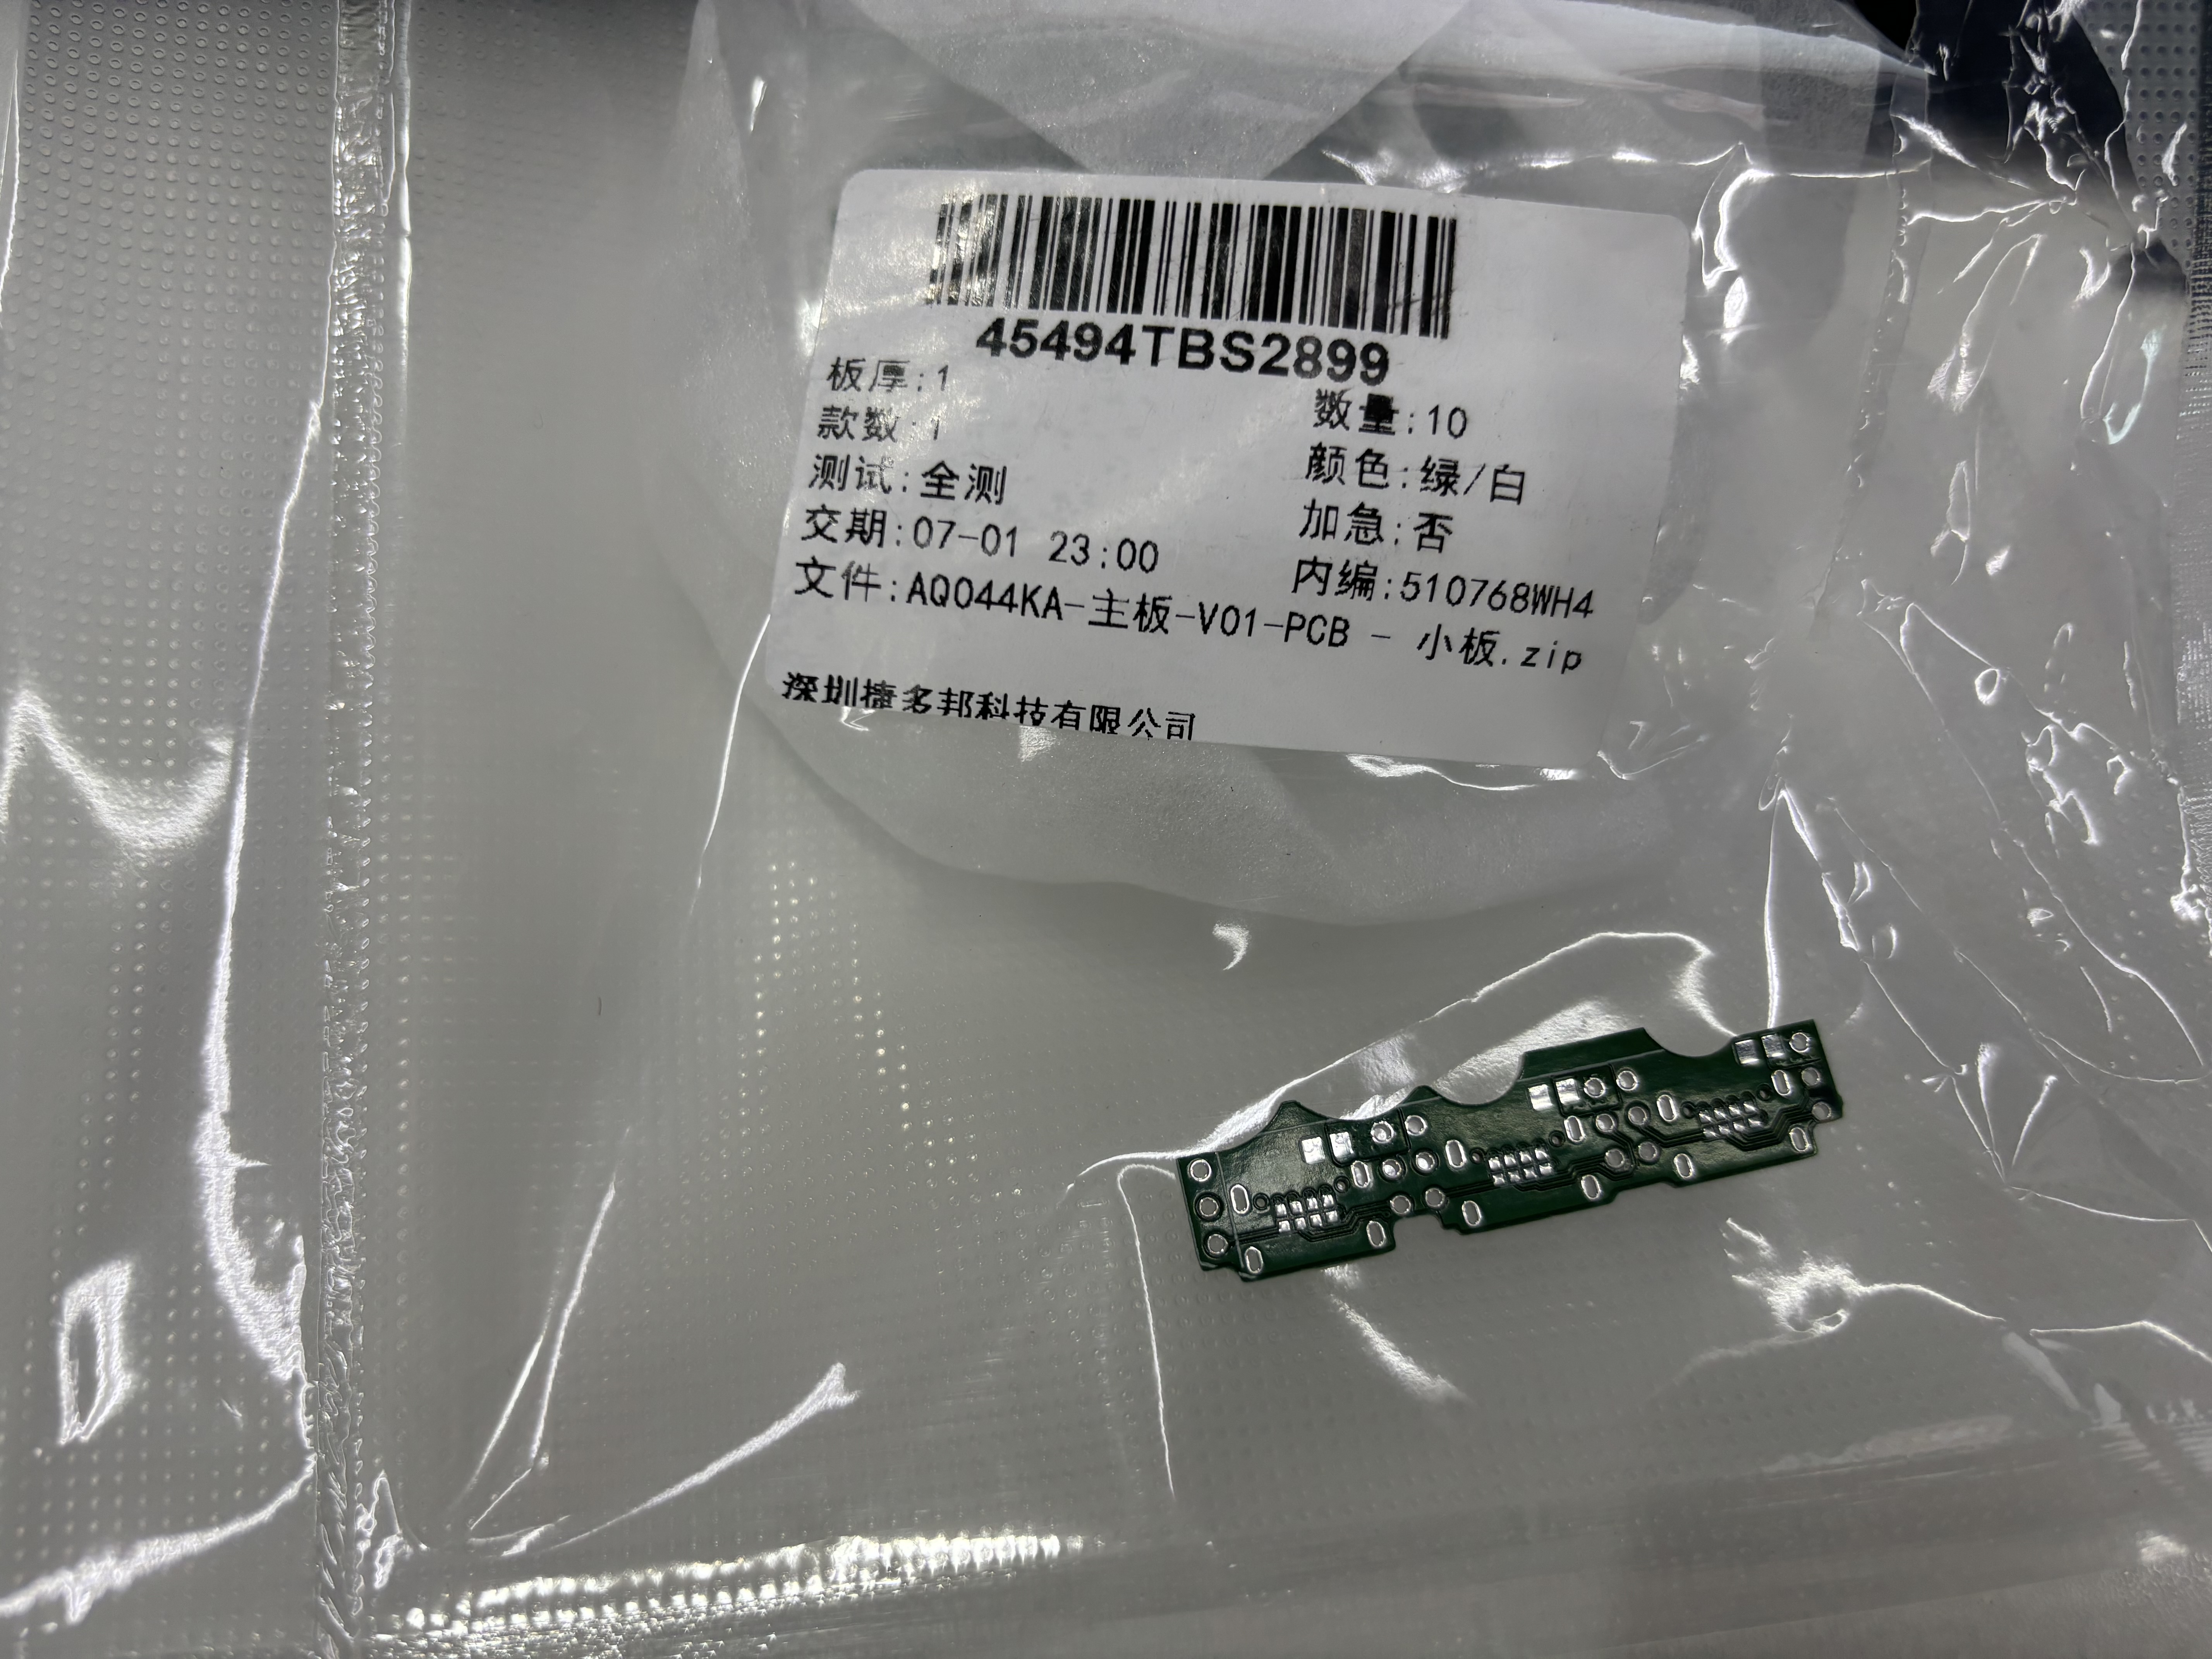 45494TBS2899
板厚:1
数量:10
款数:1
颜色:绿/白
测试:全测
加急:否
交期:07-01 23:00
内编:510768WH4
文件:AQ044KA-主板-V01-PCB - 小板.zip
深圳捷多邦科技有限公司